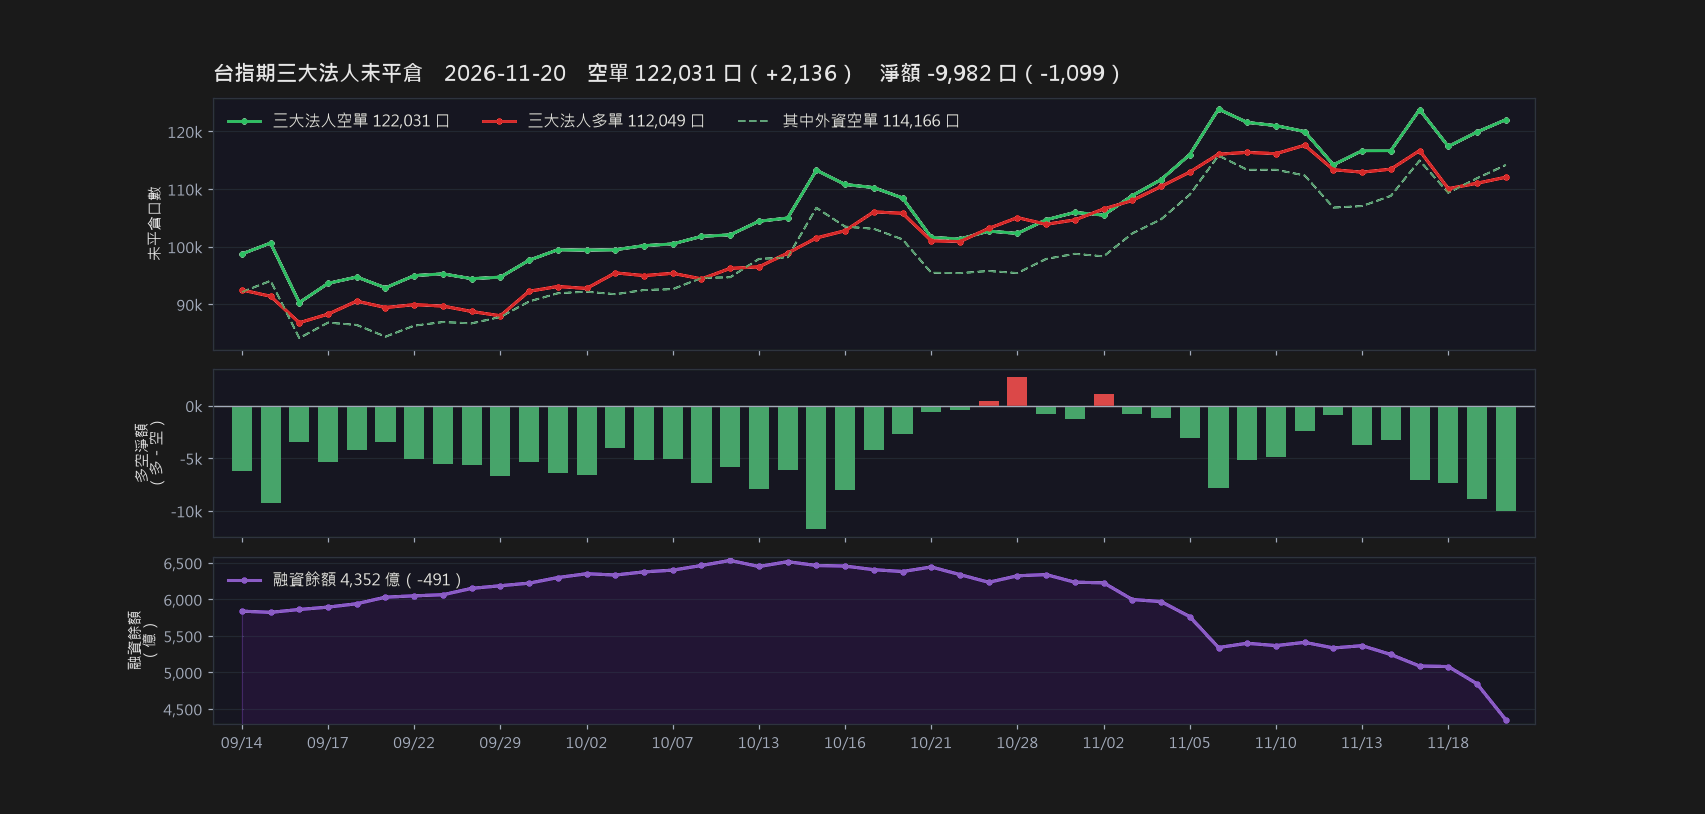 台指期三大法人未平倉 2026-11-20 空單 122,031 口 ( +2,136 ) 淨額 -9,982 口 ( -1,099 )
三大法人空單 122,031 口 三大法人多單 112,049 口 其中外資空單 114,166 口
未平倉口數
120k
110k
100k
90k
多空淨額
( 多 - 空 )
0k
-5k
-10k
融資餘額 4,352 億 ( -491 )
融資餘額
( 億 )
6,500
6,000
5,500
5,000
4,500
09/14 09/17 09/22 09/29 10/02 10/07 10/13 10/16 10/21 10/28 11/02 11/05 11/10 11/13 11/18